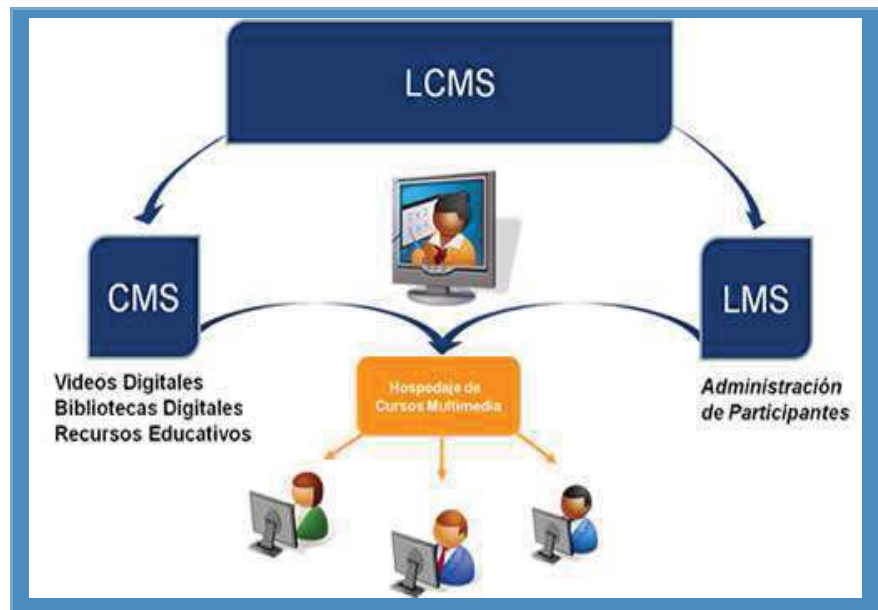 LCMS
CMS
LMS
Videos Digitales
Bibliotecas Digitales
Recursos Educativos
Hospedaje de
Cursos Multimedia
Administración
de Participantes